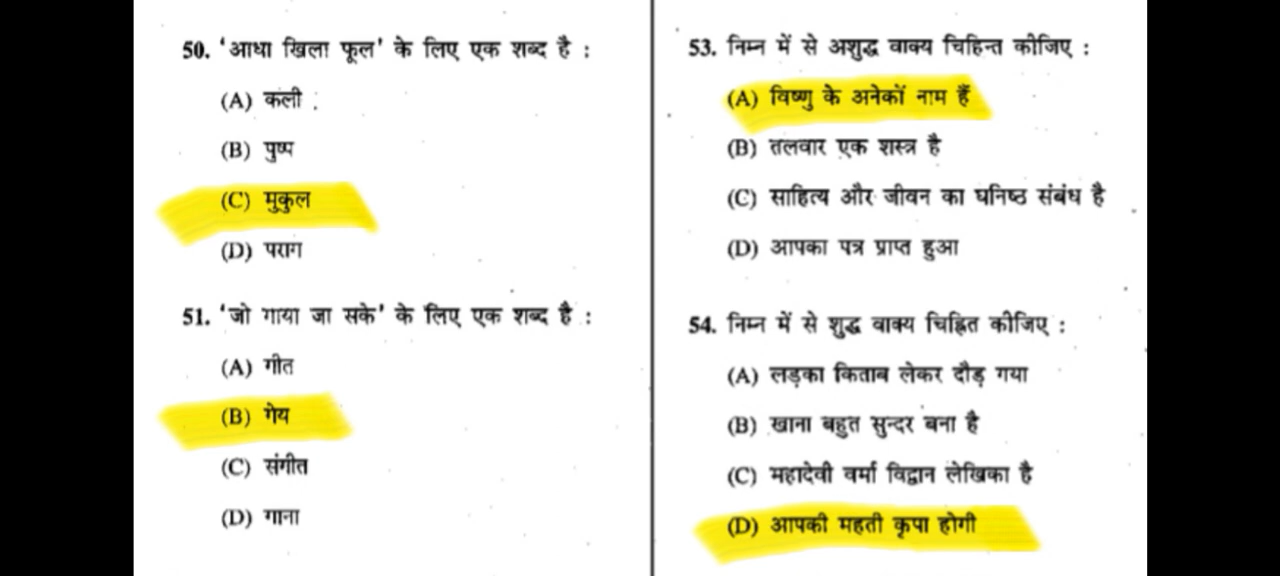 50. 'आधा खिला फूल' के लिए एक शब्द है :
(A) कली
(B) पुष्प
(C) मुकुल
(D) पराग
51. 'जो गाया जा सके' के लिए एक शब्द है :
(A) गीत
(B) गेय
(C) संगीत
(D) गाना
53. निम्न में से अशुद्ध वाक्य चिहिन्त कीजिए :
(A) विष्णु के अनेकों नाम हैं
(B) तलवार एक शस्त्र है
(C) साहित्य और जीवन का घनिष्ठ संबंध है
(D) आपका पत्र प्राप्त हुआ
54. निम्न में से शुद्ध वाक्य चिह्नित कीजिए :
(A) लड़का किताब लेकर दौड़ गया
(B) खाना बहुत सुन्दर बना है
(C) महादेवी वर्मा विद्वान लेखिका है
(D) आपकी महती कृपा होगी